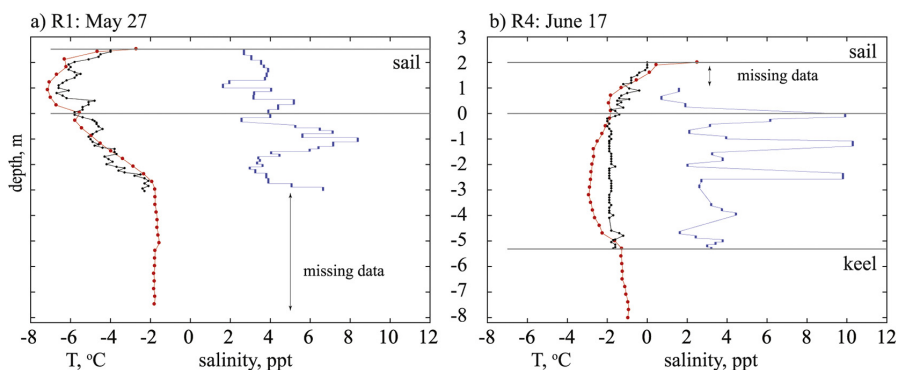 a) R1: May 27
b) R4: June 17
sail
missing data
-8 -6 -4 -2 0 2 4 6 8 10 12
T, °C salinity, ppt
depth, m
3
2
1
0
-1
-2
-3
-4
-5
-6
-7
-8
sail
missing data
keel
-8 -6 -4 -2 0 2 4 6 8 10 12
T, °C salinity, ppt